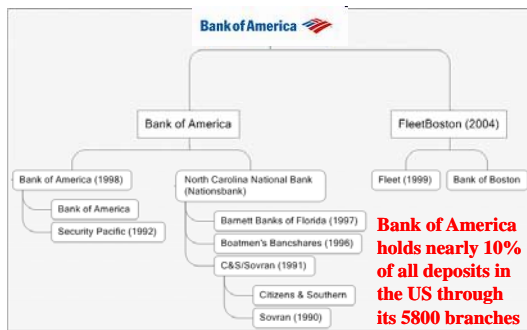 Bank of America
Bank of America
FleetBoston (2004)
Bank of America (1998)
North Carolina National Bank
(Nationsbank)
Fleet (1999)
Bank of Boston
Bank of America
Security Pacific (1992)
Barnett Banks of Florida (1997)
Boatmen's Bancshares (1996)
C&S/Sovran (1991)
Citizens & Southern
Sovran (1990)
Bank of America
holds nearly 10%
of all deposits in
the US through
its 5800 branches